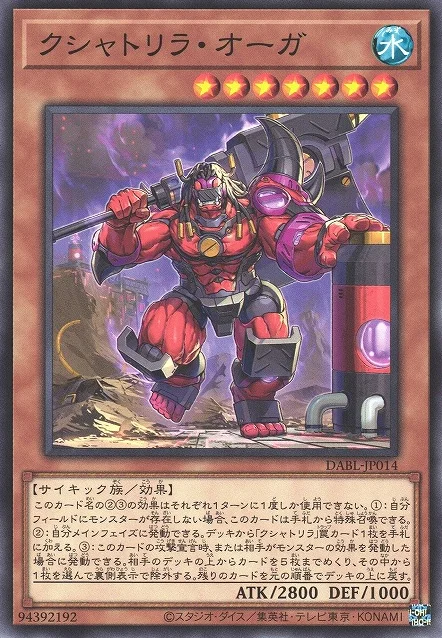 クシャトリラ・オーガ
水
DABL-JP014
【サイキック族/効果】
このカード名の②③の効果はそれぞれ1ターンに1度しか使用できない。①:自分
フィールドにモンスターが存在しない場合、このカードは手札から特殊召喚できる。
②:自分メインフェイズに発動できる。デッキから「クシャトリラ」罠カード1枚を手札
に加える。③:このカードの攻撃宣言時、または相手がモンスターの効果を発動した
場合に発動できる。相手のデッキの上からカードを5枚までめくり、その中から
1枚を選んで裏側表示で除外する。残りのカードを元の順番でデッキの上に戻す。
ATK/2800 DEF/1000
94392192
©スタジオ・ダイス/集英社・テレビ東京・KONAMI